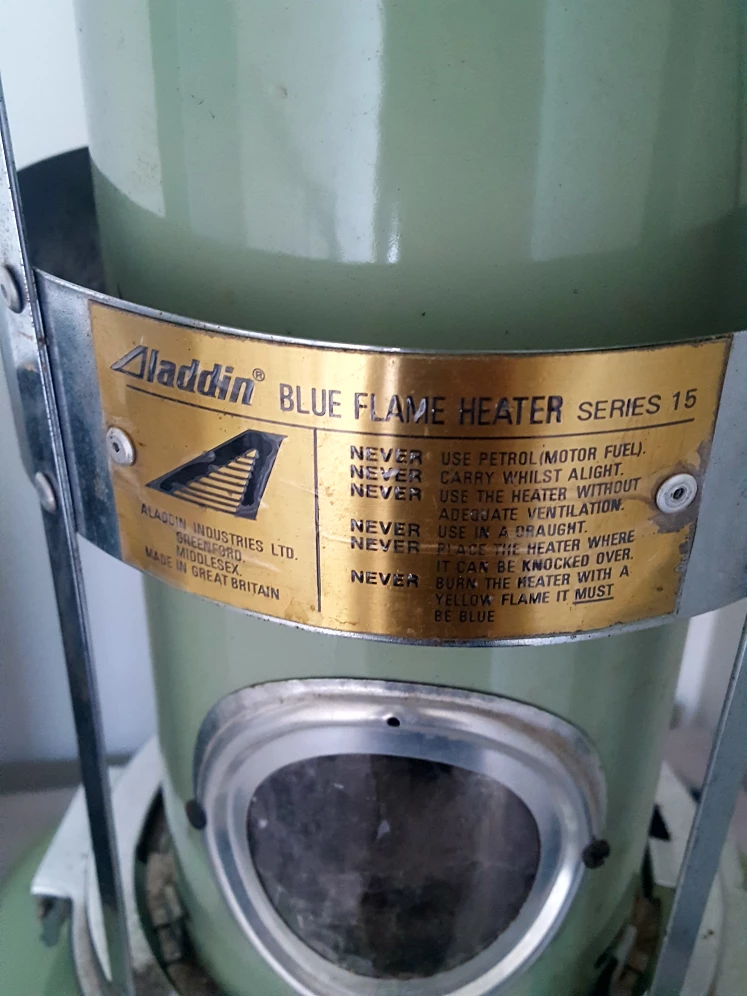 Aladdin® BLUE FLAME HEATER SERIES 15
ALADDIN INDUSTRIES LTD.
GREENFORD,
MIDDLESEX,
MADE IN GREAT BRITAIN
NEVER USE PETROL (MOTOR FUEL).
NEVER CARRY WHILST ALIGHT.
NEVER USE THE HEATER WITHOUT
ADEQUATE VENTILATION.
NEVER USE IN A DRAUGHT.
NEVER PLACE THE HEATER WHERE
IT CAN BE KNOCKED OVER.
NEVER BURN THE HEATER WITH A
YELLOW FLAME IT MUST
BE BLUE